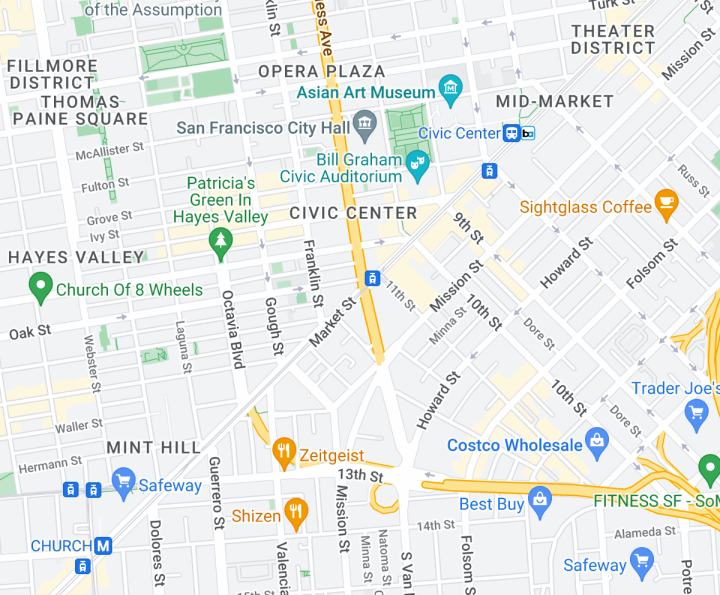 of the Assumption
klin St
ness Ave
Turk St
THEATER
DISTRICT
Mission St
FILLMORE
DISTRICT
THOMAS
PAINE SQUARE
OPERA PLAZA
Asian Art Museum
MID-MARKET
San Francisco City Hall
Civic Center
ba
McAllister St
Bill Graham
Civic Auditorium
Russ St
Fulton St
Patricia's
Green In
Hayes Valley
Grove St
Ivy St
CIVIC CENTER
Sightglass Coffee
9th St
HAYES VALLEY
Franklin St
Howard St
Folsom St
Church Of 8 Wheels
Mission St
11th St
10th St
Octavia Blvd
Gough St
Market St
Minna St
Dore St
Oak St
Laguna St
Webster St
Howard St
10th St
Trader Joe's
Dore St
Waller St
Costco Wholesale
MINT HILL
Zeitgeist
Hermann St
13th St
Safeway
Guerrero St
Mission St
Best Buy
FITNESS SF - SoM
Shizen
14th St
Alameda St
CHURCH M
Dolores St
Valencia
Natoma St
Minna St
S Van
Folsom S
Safeway
Potre
15th St